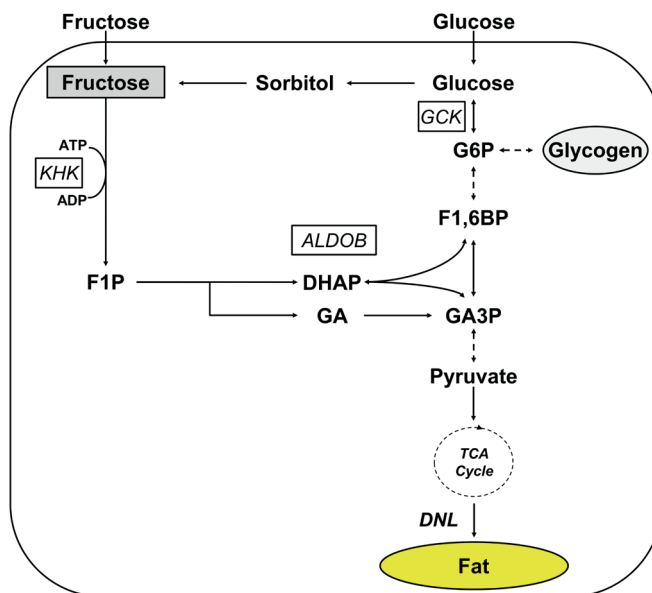 Fructose
Glucose
Fructose
Sorbitol
Glucose
GCK
ATP
KHK
ADP
G6P
Glycogen
F1,6BP
ALDOB
F1P
DHAP
GA
GA3P
Pyruvate
TCA
Cycle
DNL
Fat